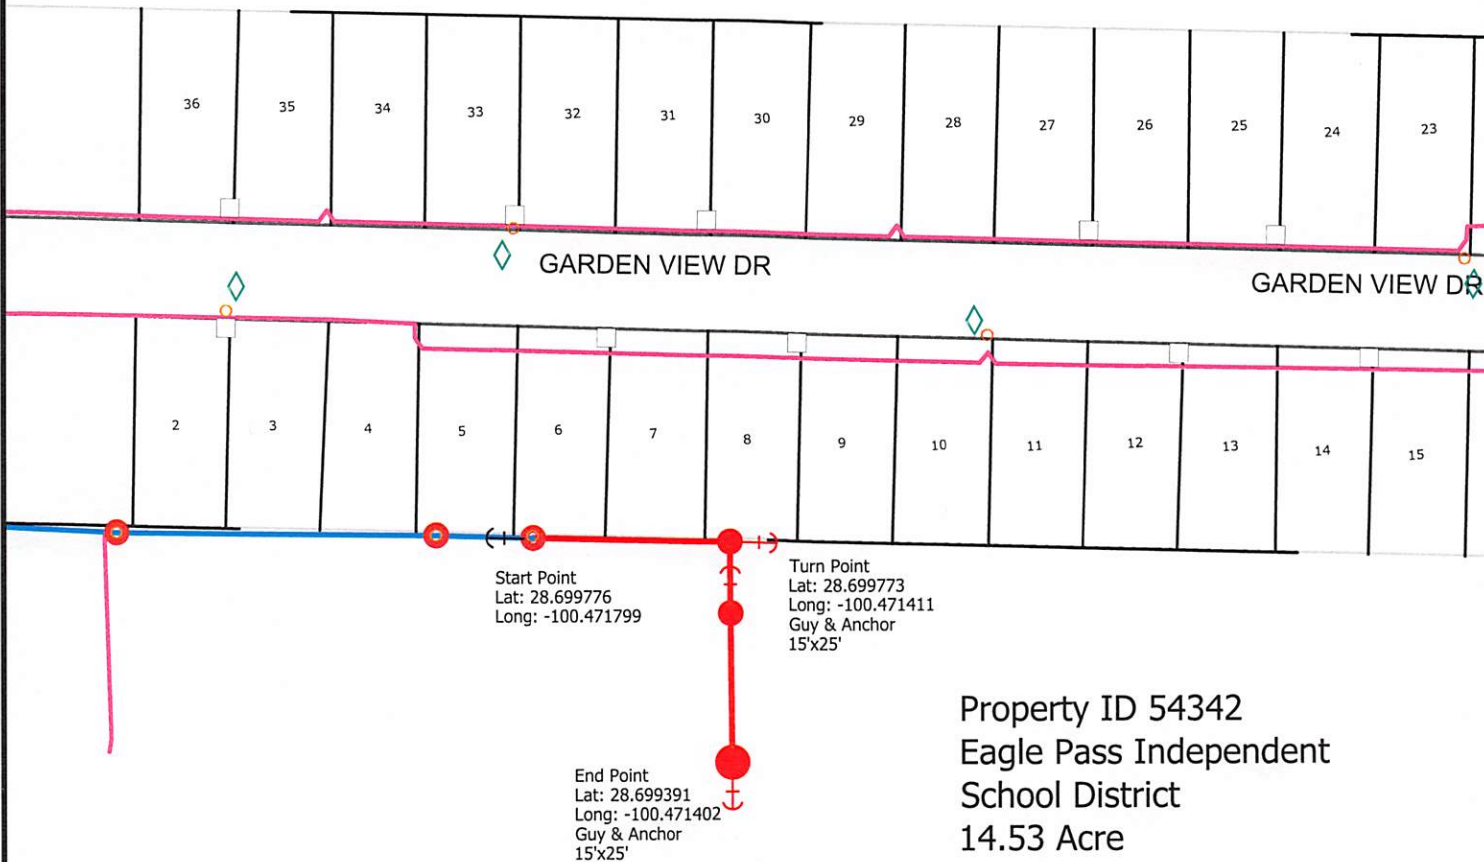 36
35
34
33
32
31
30
29
28
27
26
25
24
23
GARDEN VIEW DR
GARDEN VIEW DR
2
3
4
5
6
7
8
9
10
11
12
13
14
15
Start Point
Lat: 28.699776
Long: -100.471799
Turn Point
Lat: 28.699773
Long: -100.471411
Guy & Anchor
15'x25'
End Point
Lat: 28.699391
Long: -100.471402
Guy & Anchor
15'x25'
Property ID 54342
Eagle Pass Independent
School District
14.53 Acre